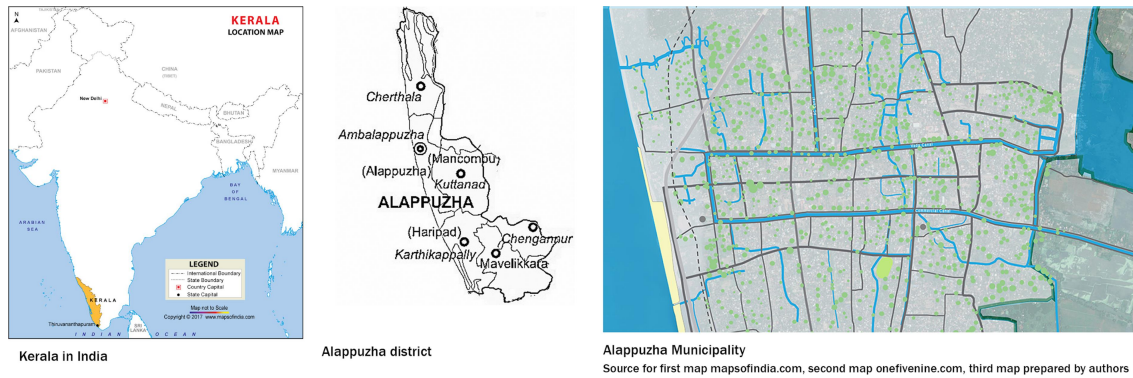 N
KERALA
LOCATION MAP
AFGHANISTAN
PAKISTAN
CHINA
(TIBET)
New Delhi
NEPAL
BHUTAN
BANGLADESH
MYANMAR
BAY
OF
BENGAL
ARABIAN
SEA
KERALA
Thiruvananthapuram
SRI
LANKA
INDIAN OCEAN
LEGEND
International Boundary
State Boundary
Country Capital
State Capital
Map not to Scale
Copyright © 2017 www.mapsofindia.com
Kerala in India
Cherthala
Ambalappuzha
(Mancombu)
(Alappuzha)
Kuttanad
ALAPPUZHA
(Haripad)
Chengannur
Karthikappally
Mavelikkara
Alappuzha district
Commercial Canal
Alappuzha Municipality
Source for first map mapsofindia.com, second map onefivenine.com, third map prepared by authors